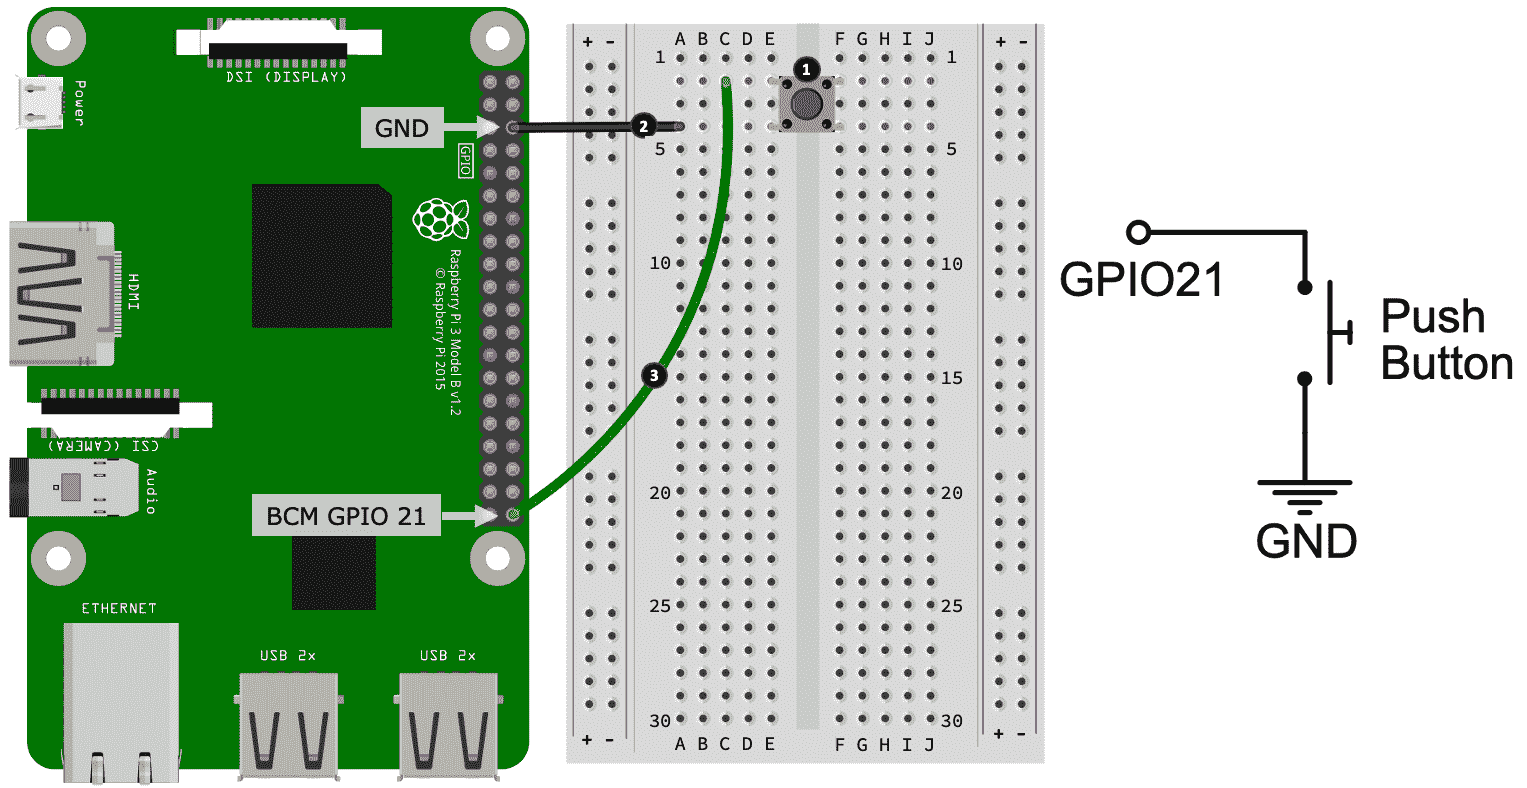 DSI (DISPLAY)
Power
GND
GPIO
Raspberry Pi 3 Model B v1.2
© Raspberry Pi 2015
HDMI
CSI (CAMERA)
Audio
BCM GPIO 21
ETHERNET
USB 2x
USB 2x
+ - A B C D E F G H I J + -
1 1
1
2
5 5
10 10
3
15 15
20 20
25 25
30 30
+ - A B C D E F G H I J + -
GPIO21
Push
Button
GND